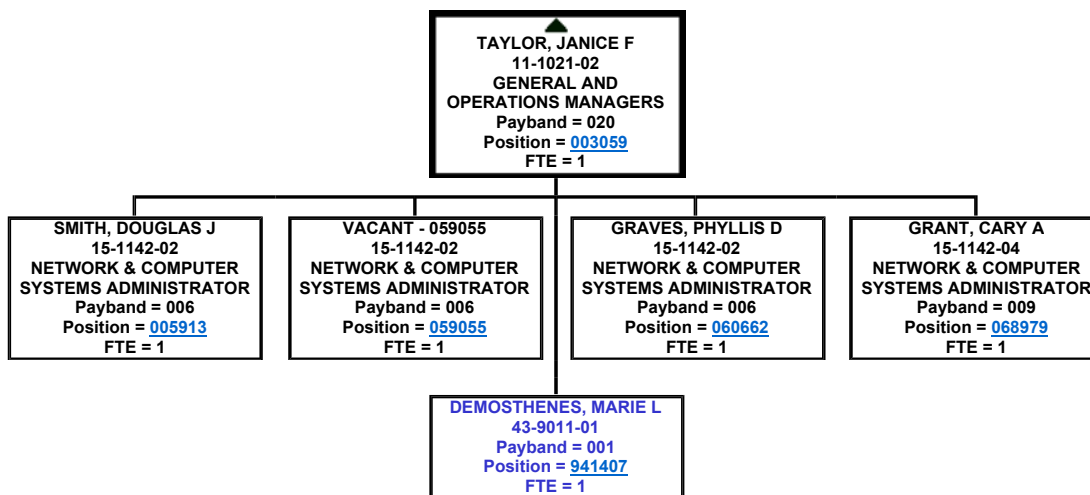 TAYLOR, JANICE F
11-1021-02
GENERAL AND
OPERATIONS MANAGERS
Payband = 020
Position = 003059
FTE = 1
SMITH, DOUGLAS J
15-1142-02
NETWORK & COMPUTER
SYSTEMS ADMINISTRATOR
Payband = 006
Position = 005913
FTE = 1
VACANT - 059055
15-1142-02
NETWORK & COMPUTER
SYSTEMS ADMINISTRATOR
Payband = 006
Position = 059055
FTE = 1
GRAVES, PHYLLIS D
15-1142-02
NETWORK & COMPUTER
SYSTEMS ADMINISTRATOR
Payband = 006
Position = 060662
FTE = 1
GRANT, CARY A
15-1142-04
NETWORK & COMPUTER
SYSTEMS ADMINISTRATOR
Payband = 009
Position = 068979
FTE = 1
DEMOSTHENES, MARIE L
43-9011-01
Payband = 001
Position = 941407
FTE = 1